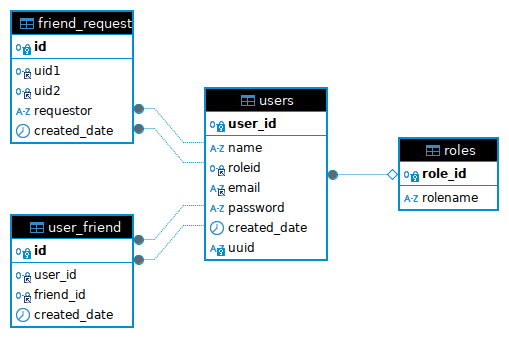 friend_request
id
uid1
uid2
A-Z requestor
created_date
users
user_id
A-Z name
roleid
A-Z email
A-Z password
created_date
A-Z uuid
roles
role_id
A-Z rolename
user_friend
id
user_id
friend_id
created_date